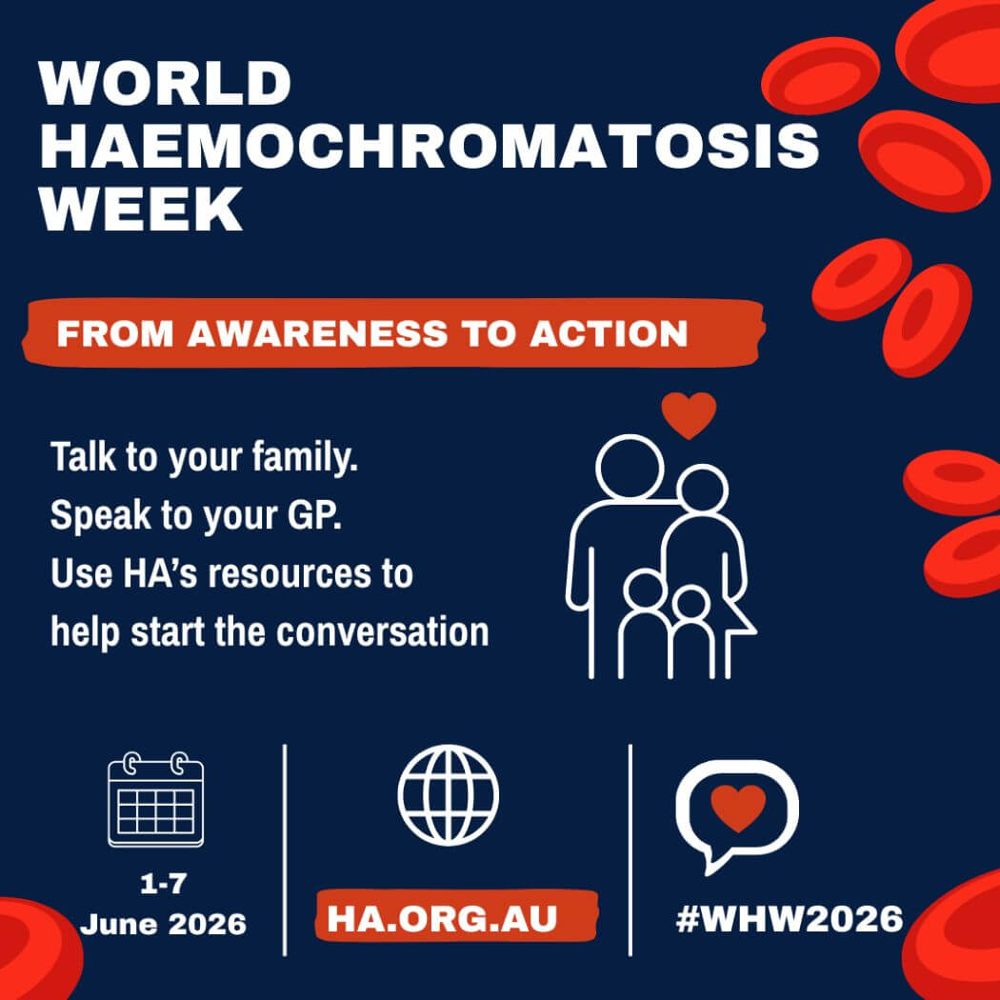 WORLD
HAEMOCHROMATOSIS
WEEK
FROM AWARENESS TO ACTION
Talk to your family.
Speak to your GP.
Use HA’s resources to
help start the conversation
1-7
June 2026
HA.ORG.AU
#WHW2026